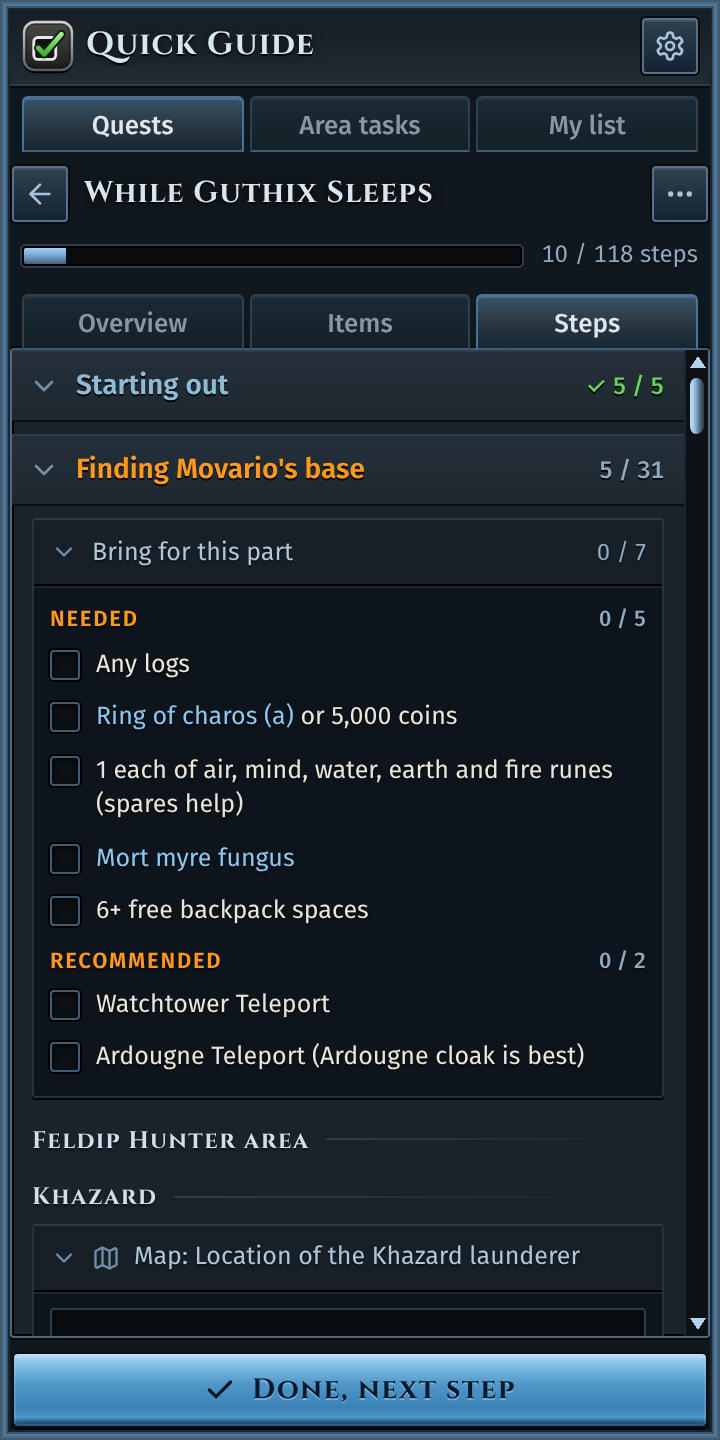 Quick Guide
Quests
Area tasks
My list
While Guthix Sleeps
10 / 118 steps
Overview
Items
Steps
Starting out
5 / 5
Finding Movario's base
5 / 31
Bring for this part
0 / 7
NEEDED
0 / 5
Any logs
Ring of charos (a) or 5,000 coins
1 each of air, mind, water, earth and fire runes
(spares help)
Mort myre fungus
6+ free backpack spaces
RECOMMENDED
0 / 2
Watchtower Teleport
Ardougne Teleport (Ardougne cloak is best)
Feldip Hunter area
Khazard
Map: Location of the Khazard launderer
Done, next step